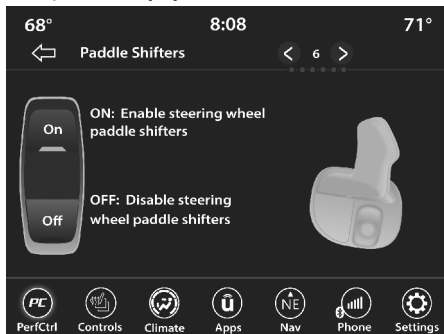 68° 8:08 71°
Paddle Shifters < 6 >
ON: Enable steering wheel
paddle shifters
On
OFF: Disable steering
wheel paddle shifters
Off
PC NE
PerfCtrl Controls Climate Apps Nav Phone Settings